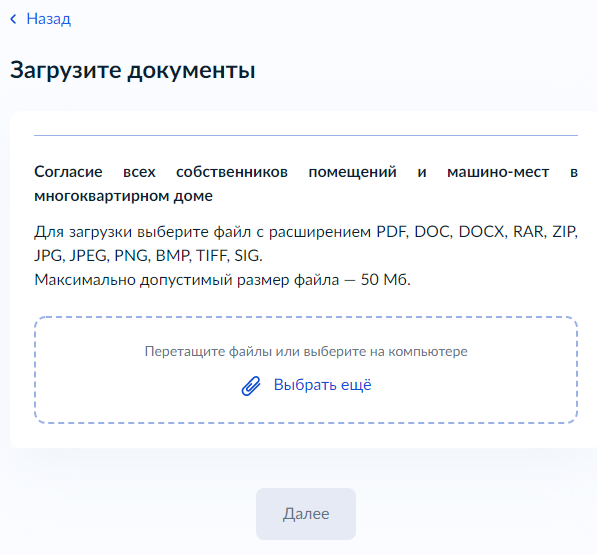 Назад
Загрузите документы
Согласие всех собственников помещений и машино-мест в
многоквартирном доме
Для загрузки выберите файл с расширением PDF, DOC, DOCX, RAR, ZIP,
JPG, JPEG, PNG, BMP, TIFF, SIG.
Максимально допустимый размер файла — 50 Мб.
Перетащите файлы или выберите на компьютере
Выбрать ещё
Далее